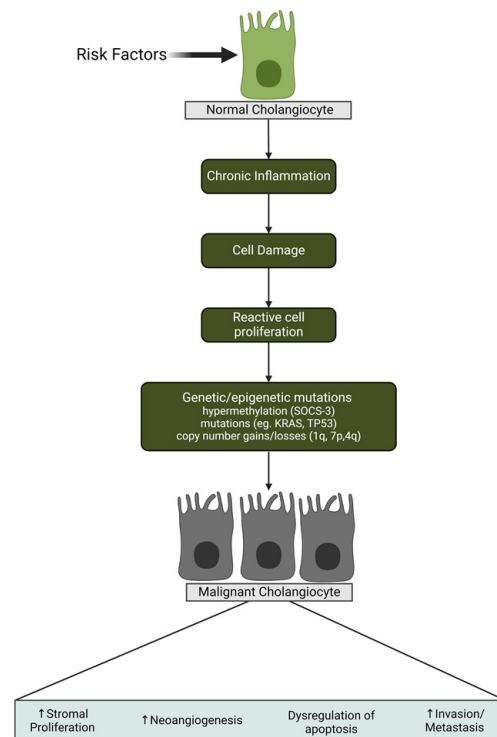 Risk Factors
Normal Cholangiocyte
Chronic Inflammation
Cell Damage
Reactive cell
proliferation
Genetic/epigenetic mutations
hypermethylation (SOCS-3)
mutations (eg. KRAS, TP53)
copy number gains/losses (1q, 7p,4q)
Malignant Cholangiocyte
↑Stromal
Proliferation
↑Neoangiogenesis
Dysregulation of
apoptosis
↑Invasion/
Metastasis